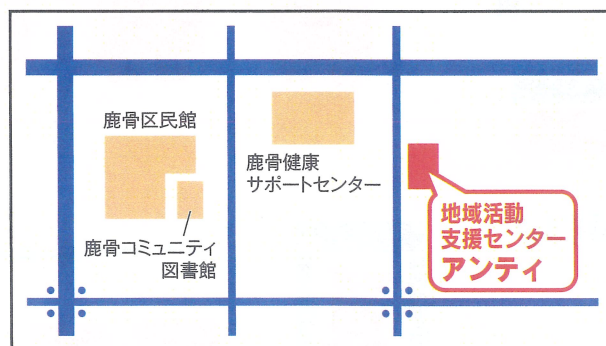 鹿骨区民館
鹿骨健康
サポートセンター
鹿骨コミュニティ
図書館
地域活動
支援センター
アンティ